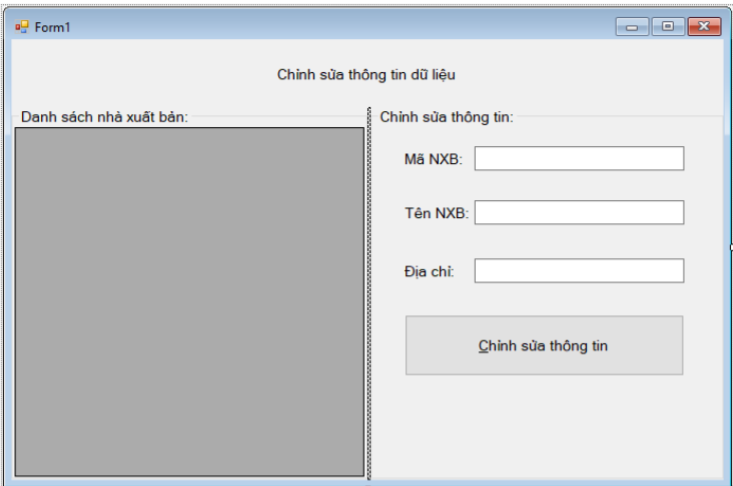 Form1
Chỉnh sửa thông tin dữ liệu
Danh sách nhà xuất bản:
Chỉnh sửa thông tin:
Mã NXB:
Tên NXB:
Địa chỉ:
Chỉnh sửa thông tin